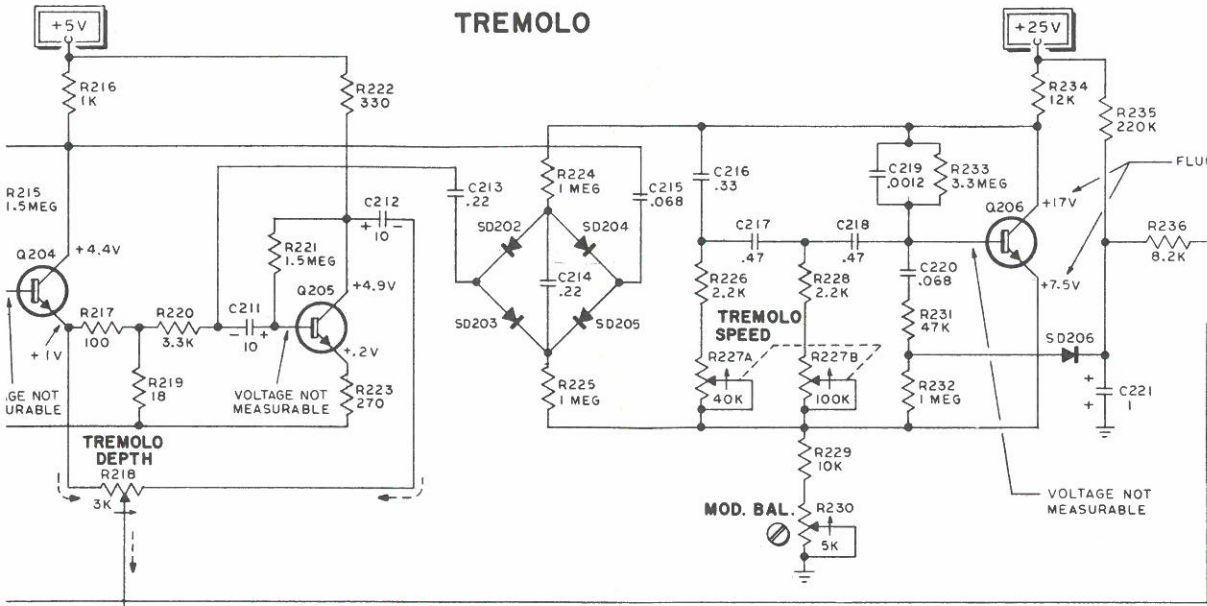 TREMOLO
+5V
+25V
R216
1K
R222
330
R234
12K
R235
220K
R215
1.5MEG
C213
.22
R224
1 MEG
C215
.068
C216
.33
C219
.0012
R233
3.3MEG
C212
+ 10 -
SD202
SD204
Q206
+17V
Q204
+4.4V
R221
1.5MEG
C217
.47
C218
.47
R236
8.2K
C214
.22
R226
2.2K
R228
2.2K
C220
.068
+7.5V
Q205
+4.9V
C211
- 10 +
R217
100
R220
3.3K
SD203
SD205
TREMOLO
SPEED
R231
47K
SD206
+1V
+.2V
R219
18
VOLTAGE NOT
MEASURABLE
R223
270
R225
1 MEG
R227A
40K
R227B
100K
R232
1 MEG
+
+
C221
1
TREMOLO
DEPTH
R218
3K
R229
10K
MOD. BAL.
R230
5K
VOLTAGE NOT
MEASURABLE